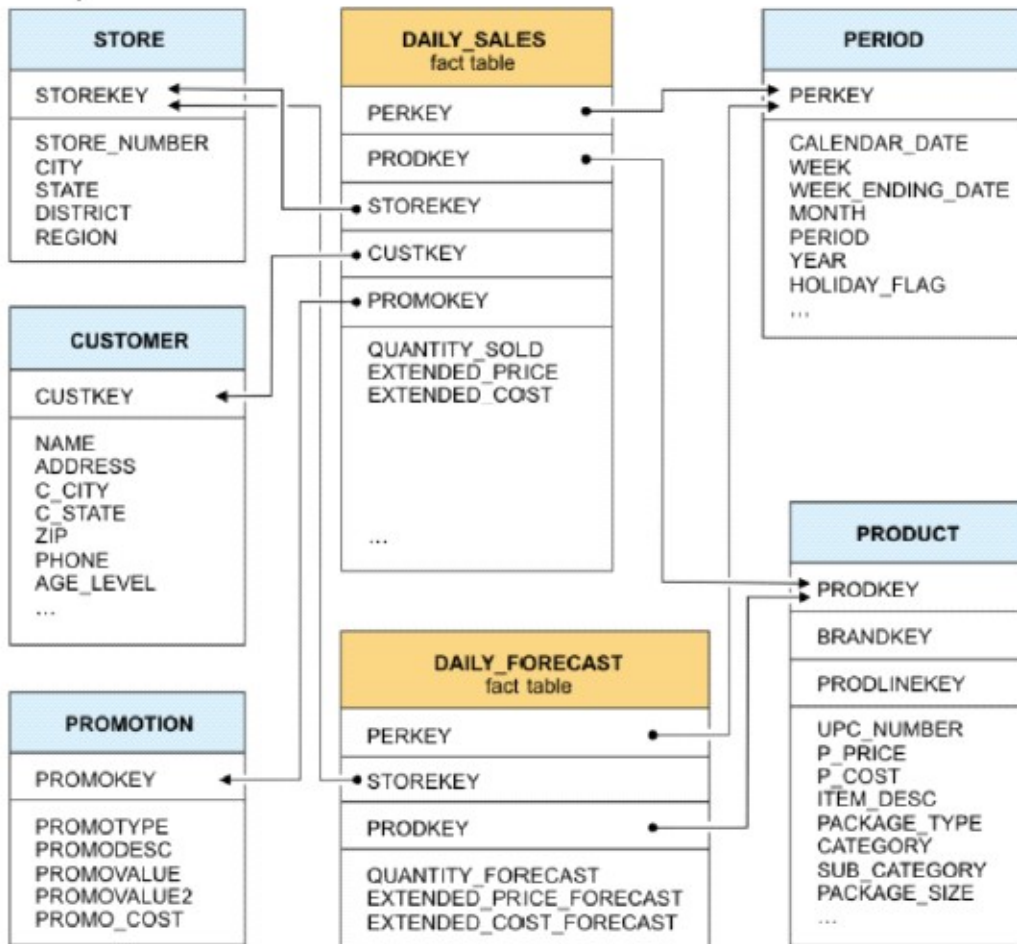 STORE
STOREKEY
STORE_NUMBER
CITY
STATE
DISTRICT
REGION
CUSTOMER
CUSTKEY
NAME
ADDRESS
C_CITY
C_STATE
ZIP
PHONE
AGE_LEVEL
...
PROMOTION
PROMOKEY
PROMOTYPE
PROMODESC
PROMOVALUE
PROMOVALUE2
PROMO_COST
DAILY_SALES
fact table
PERKEY
PRODKEY
STOREKEY
CUSTKEY
PROMOKEY
QUANTITY_SOLD
EXTENDED_PRICE
EXTENDED_COST
...
DAILY_FORECAST
fact table
PERKEY
STOREKEY
PRODKEY
QUANTITY_FORECAST
EXTENDED_PRICE_FORECAST
EXTENDED_COST_FORECAST
PERIOD
PERKEY
CALENDAR_DATE
WEEK
WEEK_ENDING_DATE
MONTH
PERIOD
YEAR
HOLIDAY_FLAG
...
PRODUCT
PRODKEY
BRANDKEY
PRODLINEKEY
UPC_NUMBER
P_PRICE
P_COST
ITEM_DESC
PACKAGE_TYPE
CATEGORY
SUB_CATEGORY
PACKAGE_SIZE
...